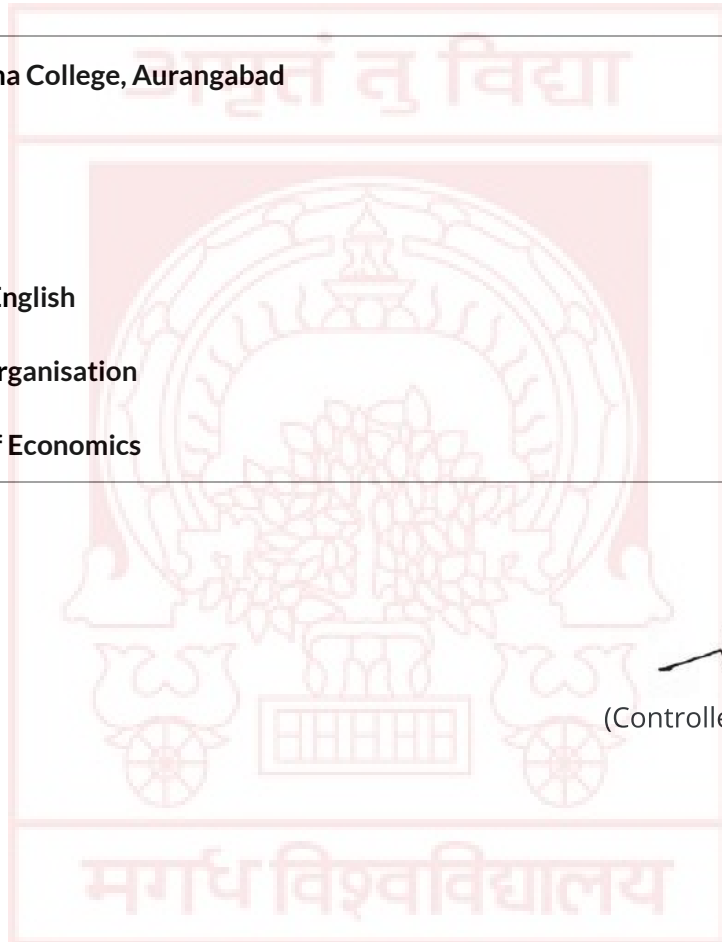 अमृतं तु विद्या
na College, Aurangabad
English
rganisation
f Economics
(Controlle
मगध विश्वविद्यालय